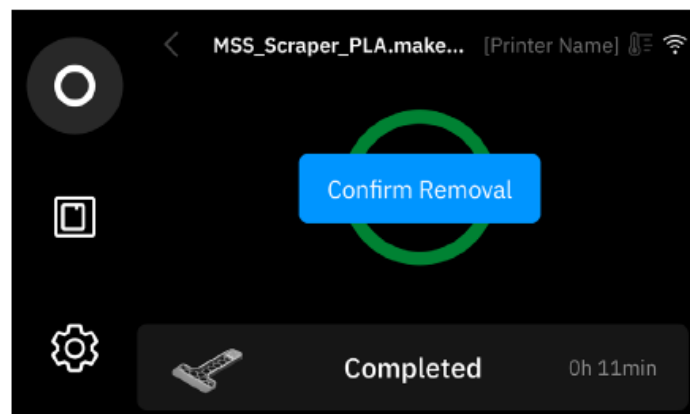 MSS_Scraper_PLA.make... [Printer Name]
Confirm Removal
Completed 0h 11min